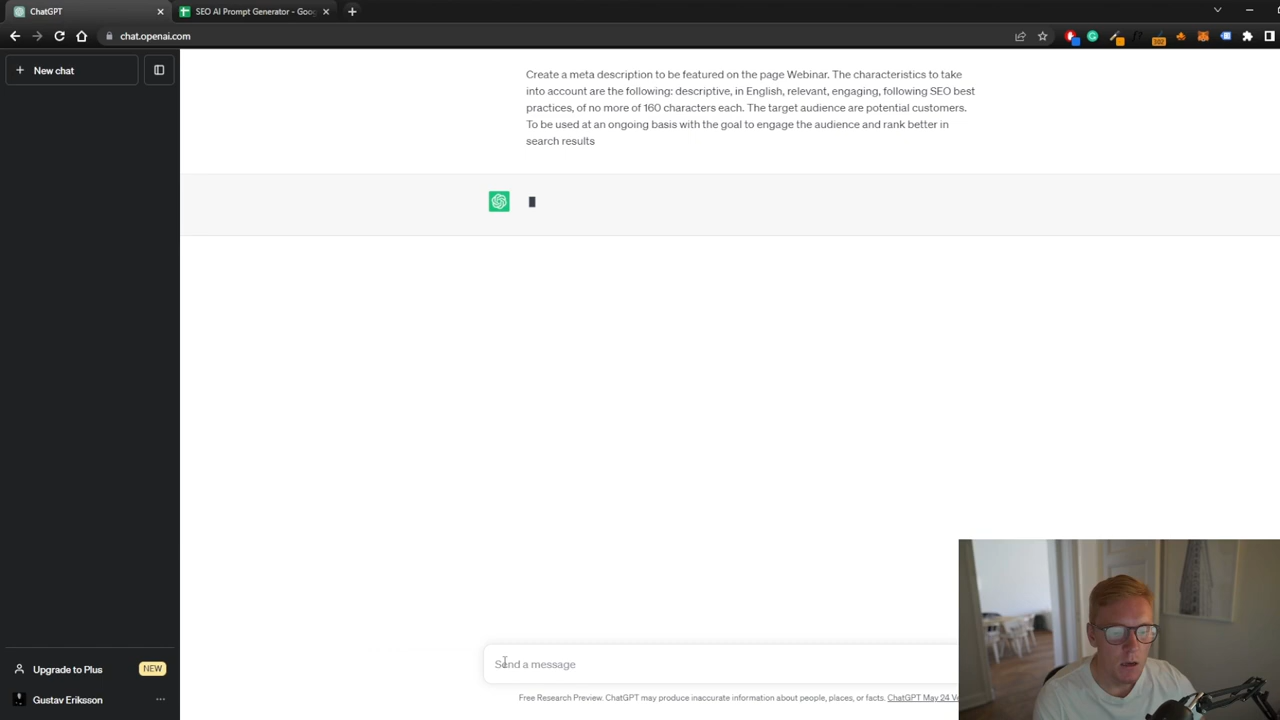 ChatGPT
SEO AI Prompt Generator - Goo
chat.openai.com
New chat
Create a meta description to be featured on the page Webinar. The characteristics to take
into account are the following: descriptive, in English, relevant, engaging, following SEO best
practices, of no more of 160 characters each. The target audience are potential customers.
To be used at an ongoing basis with the goal to engage the audience and rank better in
search results
Send a message
Free Research Preview. ChatGPT may produce inaccurate information about people, places, or facts. ChatGPT May 24 Ve
Upgrade to Plus
NEW
Gustav Eriksson